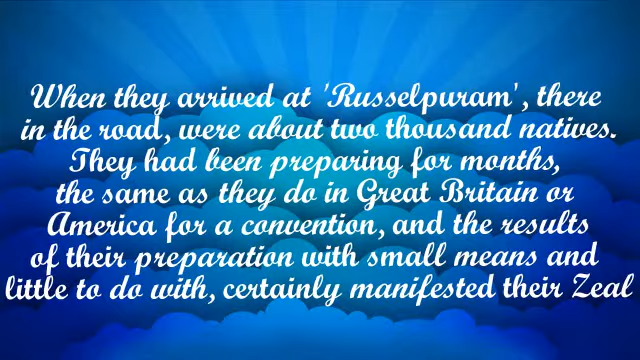 When they arrived at 'Russelpuram', there
in the road, were about two thousand natives.
They had been preparing for months,
the same as they do in Great Britain or
America for a convention, and the results
of their preparation with small means and
little to do with, certainly manifested their Zeal